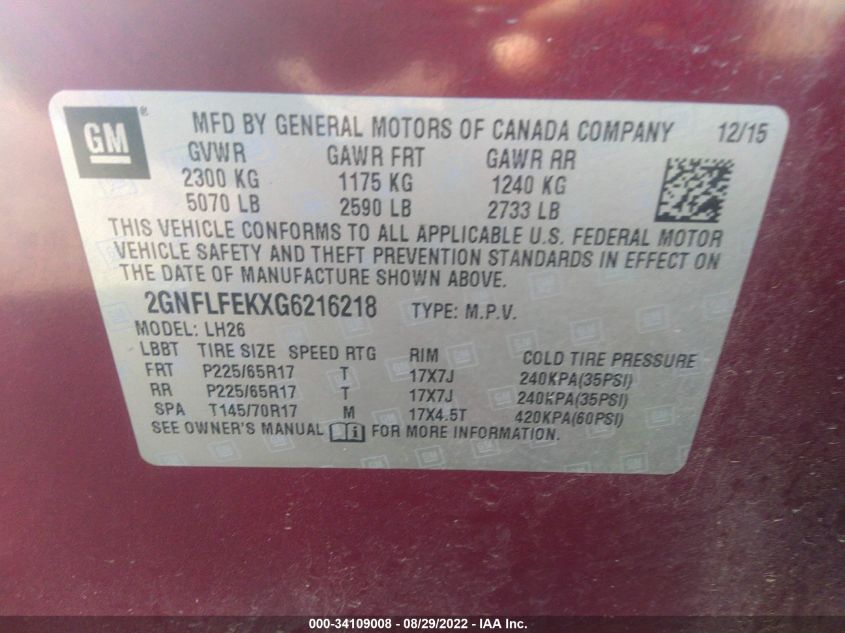 GM ® MFD BY GENERAL MOTORS OF CANADA COMPANY 12/15
GVWR GAWR FRT GAWR RR
2300 KG 1175 KG 1240 KG
5070 LB 2590 LB 2733 LB
THIS VEHICLE CONFORMS TO ALL APPLICABLE U.S. FEDERAL MOTOR
VEHICLE SAFETY AND THEFT PREVENTION STANDARDS IN EFFECT ON
THE DATE OF MANUFACTURE SHOWN ABOVE.
2GNFLFEKXG6216218 TYPE: M.P.V.
MODEL: LH26
LBBT TIRE SIZE SPEED RTG RIM COLD TIRE PRESSURE
FRT P225/65R17 T 17X7J 240KPA(35PSI)
RR P225/65R17 T 17X7J 240KPA(35PSI)
SPA T145/70R17 M 17X4.5T 420KPA(60PSI)
SEE OWNER'S MANUAL FOR MORE INFORMATION.
000-34109008 - 08/29/2022 - IAA Inc.